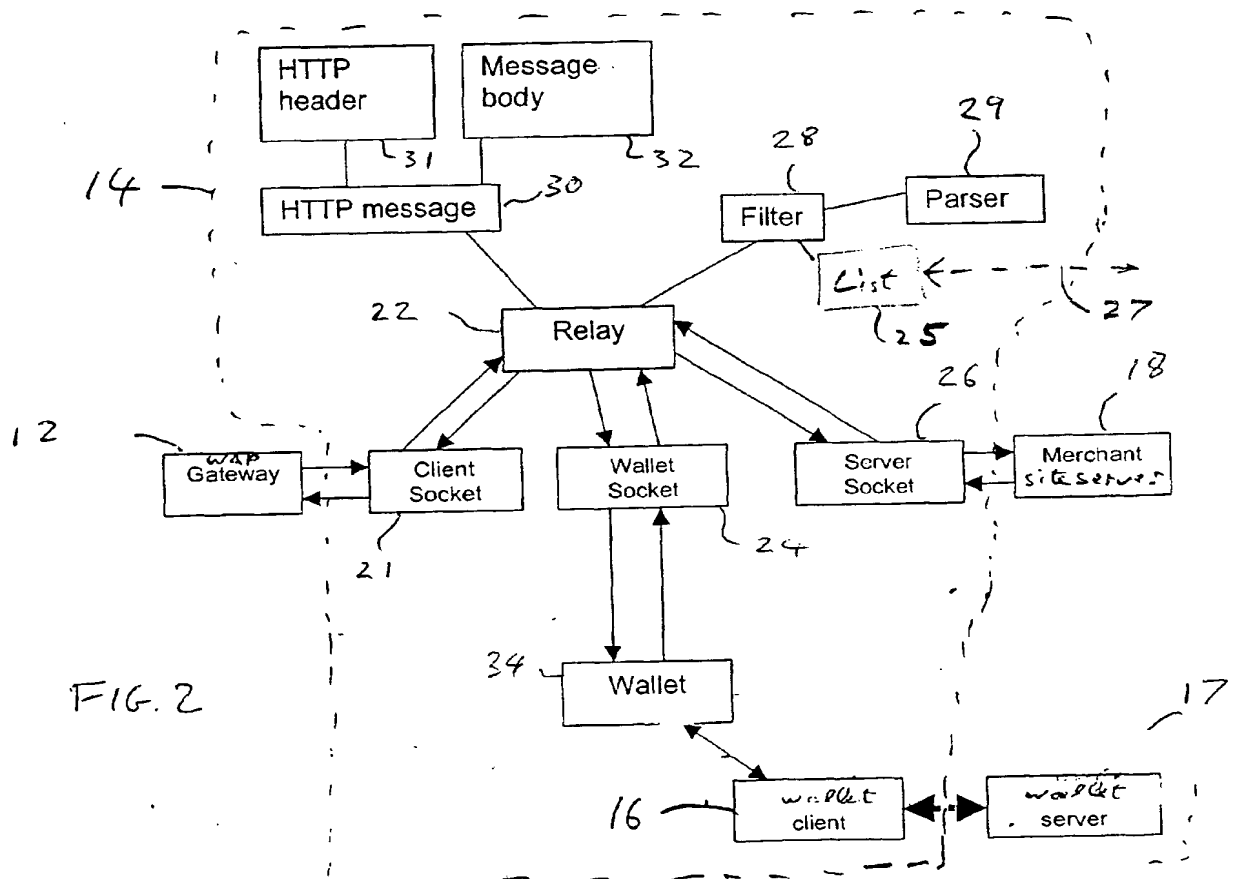 HTTP
header
Message
body
31
32
29
28
14
30
HTTP message
Filter
Parser
List
25
27
22
Relay
26
18
12
WAP
Gateway
Client
Socket
Wallet
Socket
Server
Socket
Merchant
site server
21
24
34
Wallet
FIG. 2
17
16
wallet
client
wallet
server